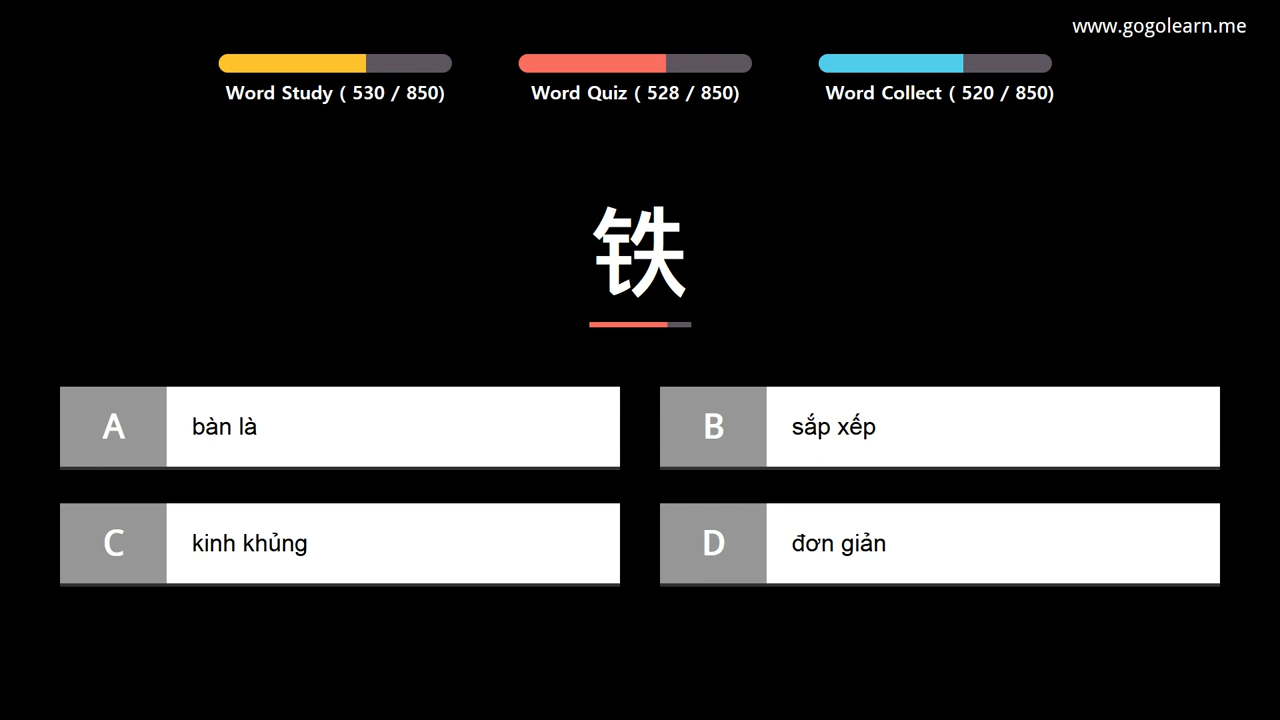 www.gogolearn.me
Word Study ( 530 / 850)
Word Quiz ( 528 / 850)
Word Collect ( 520 / 850)
铁
A bàn là
B sắp xếp
C kinh khủng
D đơn giản